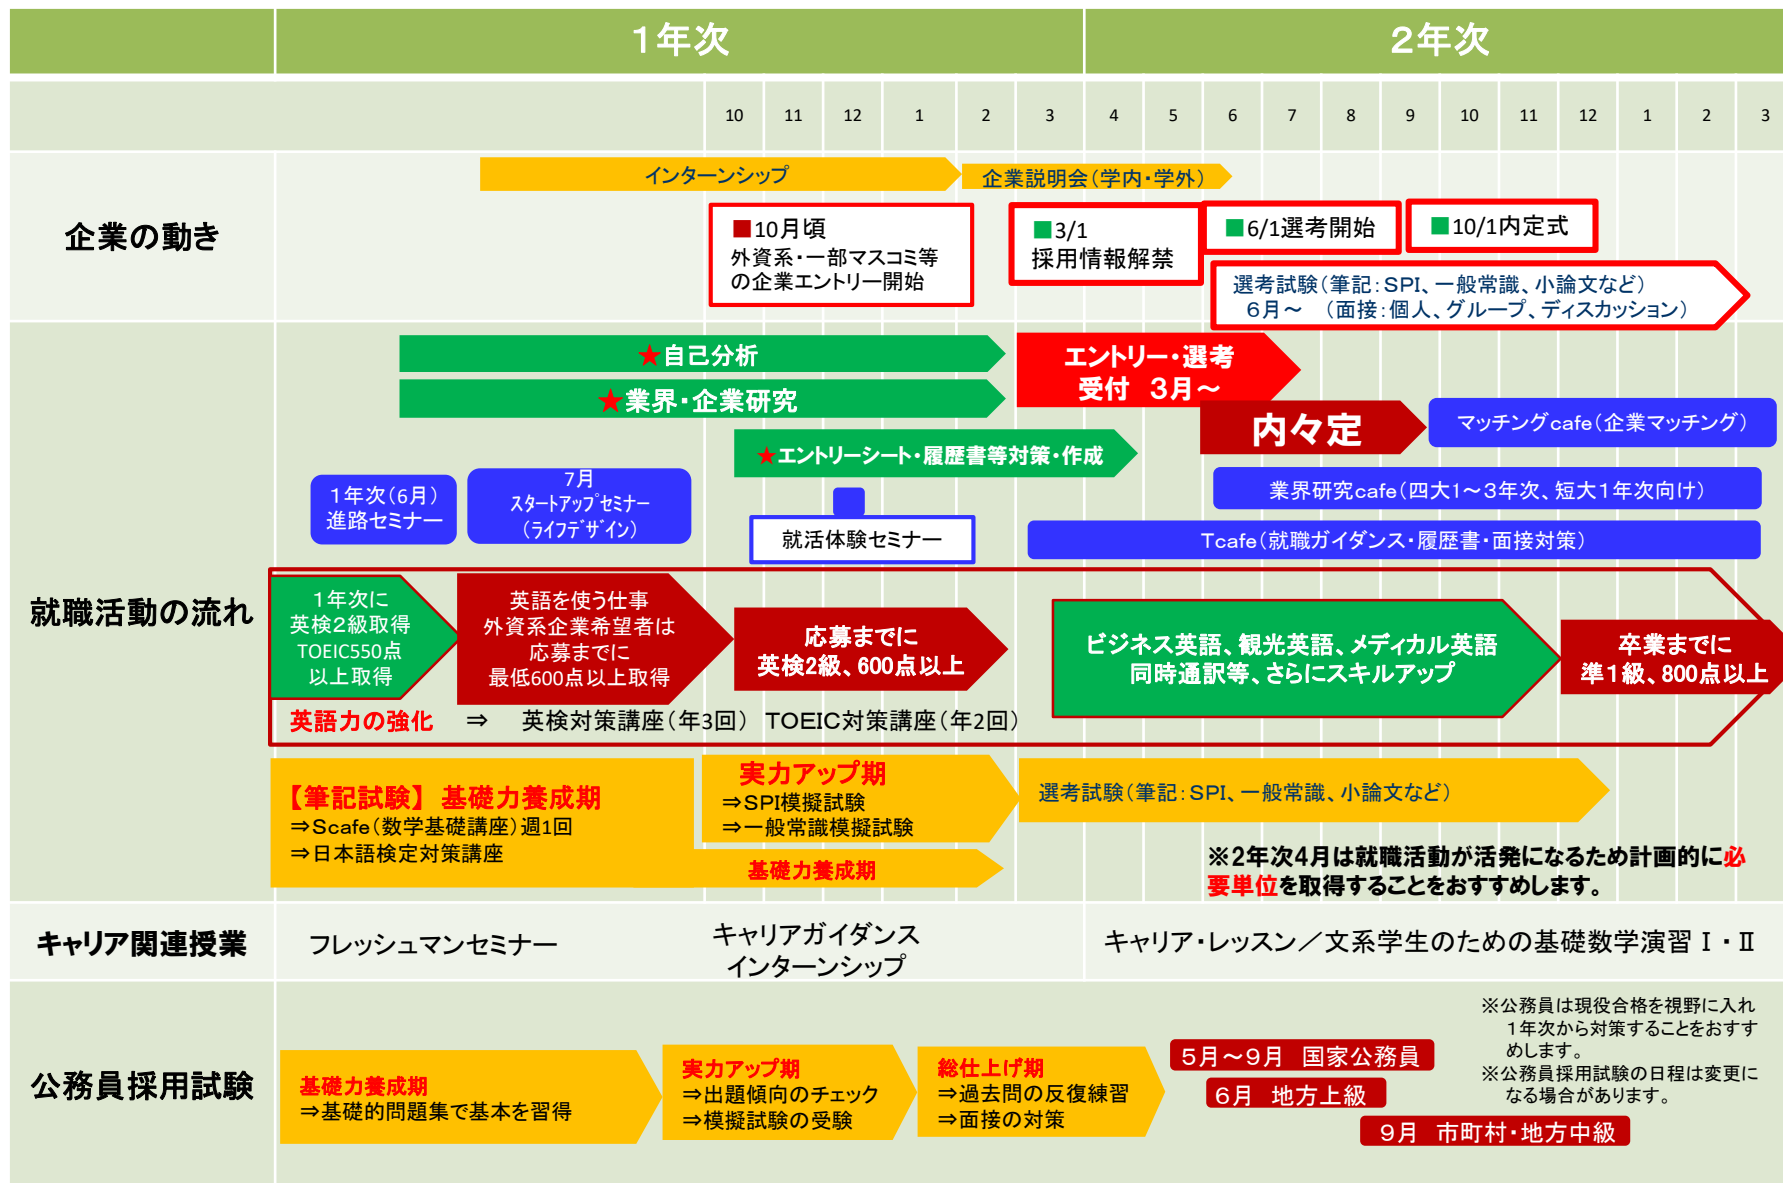 1年次
2年次
10 11 12 1 2 3 4 5 6 7 8 9 10 11 12 1 2 3
企業の動き
インターンシップ
企業説明会（学内・学外）
■10月頃
外資系・一部マスコミ等
の企業エントリー開始
■3/1
採用情報解禁
■6/1選考開始
■10/1内定式
選考試験（筆記：SPI、一般常識、小論文など）
6月～ （面接：個人、グループ、ディスカッション）
就職活動の流れ
★自己分析
★業界・企業研究
エントリー・選考
受付 3月～
内々定
マッチングcafe（企業マッチング）
★エントリーシート・履歴書等対策・作成
1年次（6月）
進路セミナー
7月
スタートアップセミナー
（ライフデザイン）
就活体験セミナー
業界研究cafe（四大1～3年次、短大1年次向け）
Tcafe（就職ガイダンス・履歴書・面接対策）
1年次に
英検2級取得
TOEIC550点
以上取得
英語を使う仕事
外資系企業希望者は
応募までに
最低600点以上取得
応募までに
英検2級、600点以上
ビジネス英語、観光英語、メディカル英語
同時通訳等、さらにスキルアップ
卒業までに
準1級、800点以上
英語力の強化 ⇒ 英検対策講座（年3回） TOEIC対策講座（年2回）
【筆記試験】 基礎力養成期
⇒Scafe（数学基礎講座）週1回
⇒日本語検定対策講座
実力アップ期
⇒SPI模擬試験
⇒一般常識模擬試験
基礎力養成期
選考試験（筆記：SPI、一般常識、小論文など）
※2年次4月は就職活動が活発になるため計画的に必
要単位を取得することをおすすめします。
キャリア関連授業
フレッシュマンセミナー
キャリアガイダンス
インターンシップ
キャリア・レッスン／文系学生のための基礎数学演習Ⅰ・Ⅱ
公務員採用試験
基礎力養成期
⇒基礎的問題集で基本を習得
実力アップ期
⇒出題傾向のチェック
⇒模擬試験の受験
総仕上げ期
⇒過去問の反復練習
⇒面接の対策
5月～9月 国家公務員
6月 地方上級
9月 市町村・地方中級
※公務員は現役合格を視野に入れ
1年次から対策することをおすす
めします。
※公務員採用試験の日程は変更に
なる場合があります。